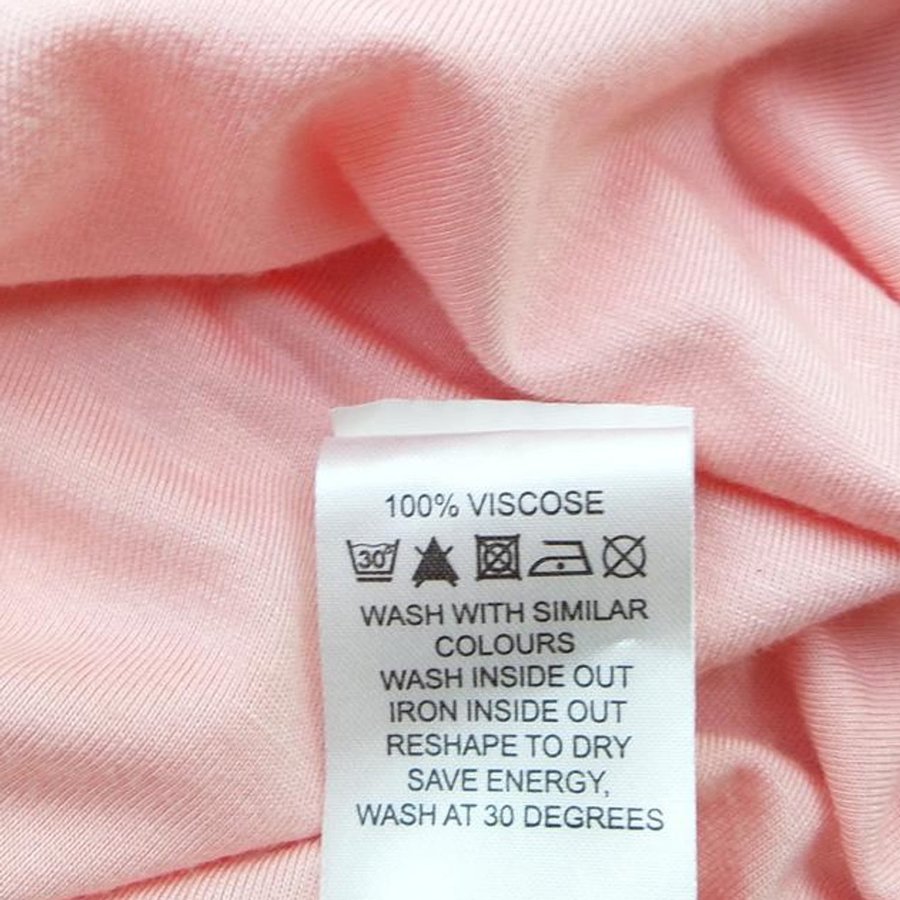 100% VISCOSE
30°
WASH WITH SIMILAR
COLOURS
WASH INSIDE OUT
IRON INSIDE OUT
RESHAPE TO DRY
SAVE ENERGY,
WASH AT 30 DEGREES